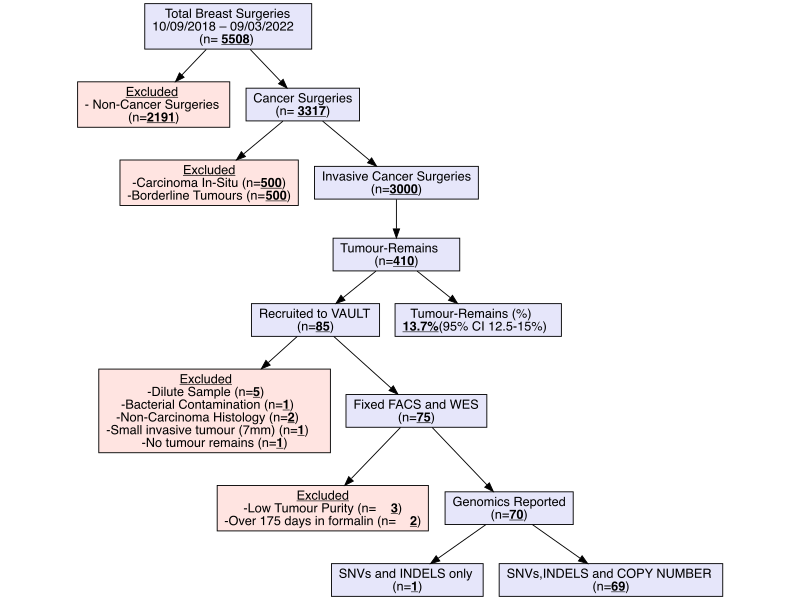 Total Breast Surgeries
10/09/2018 – 09/03/2022
(n= 5508)
Excluded
- Non-Cancer Surgeries
(n=2191)
Cancer Surgeries
(n= 3317)
Excluded
-Carcinoma In-Situ (n=500)
-Borderline Tumours (n=500)
Invasive Cancer Surgeries
(n=3000)
Tumour-Remains
(n=410)
Recruited to VAULT
(n=85)
Tumour-Remains (%)
13.7%(95% CI 12.5-15%)
Excluded
-Dilute Sample (n=5)
-Bacterial Contamination (n=1)
-Non-Carcinoma Histology (n=2)
-Small invasive tumour (7mm) (n=1)
-No tumour remains (n=1)
Fixed FACS and WES
(n=75)
Excluded
-Low Tumour Purity (n= 3)
-Over 175 days in formalin (n= 2)
Genomics Reported
(n=70)
SNVs and INDELS only
(n=1)
SNVs,INDELS and COPY NUMBER
(n=69)